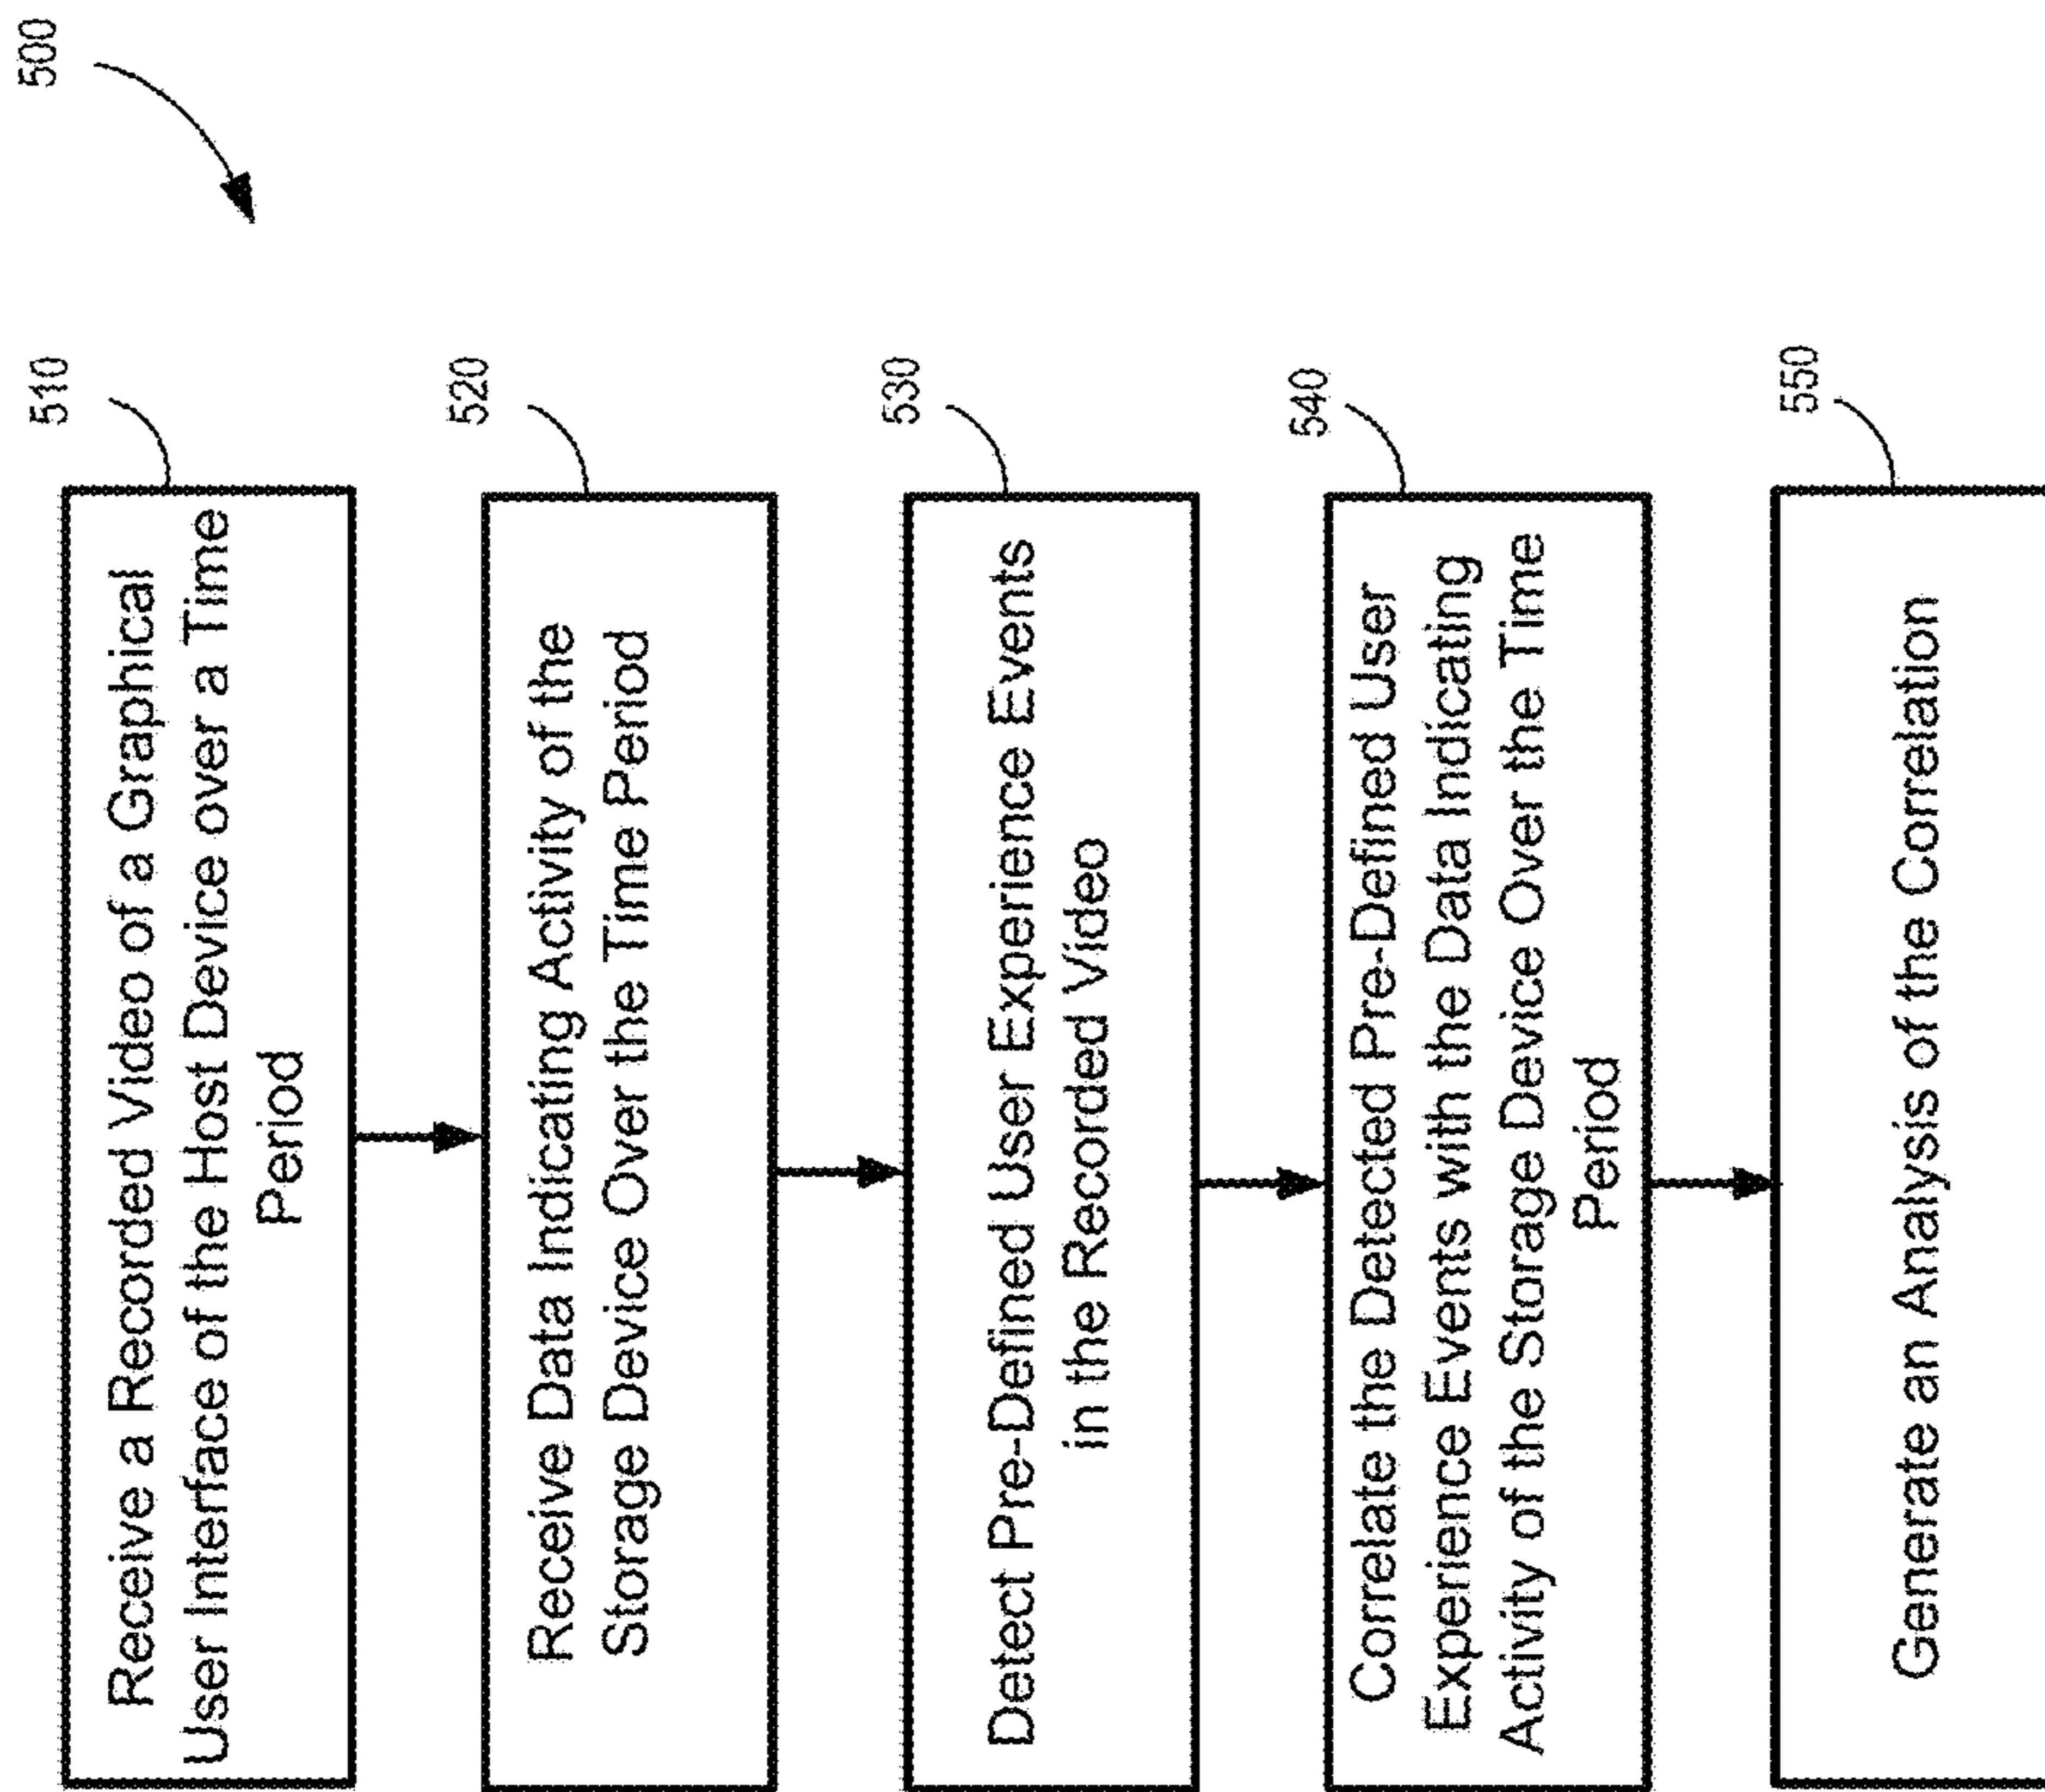 500
510
Receive a Recorded Video of a Graphical
User Interface of the Host Device over a Time
Period
520
Receive Data Indicating Activity of the
Storage Device Over the Time Period
530
Detect Pre-Defined User Experience Events
in the Recorded Video
540
Correlate the Detected Pre-Defined User
Experience Events with the Data Indicating
Activity of the Storage Device Over the Time
Period
550
Generate an Analysis of the Correlation